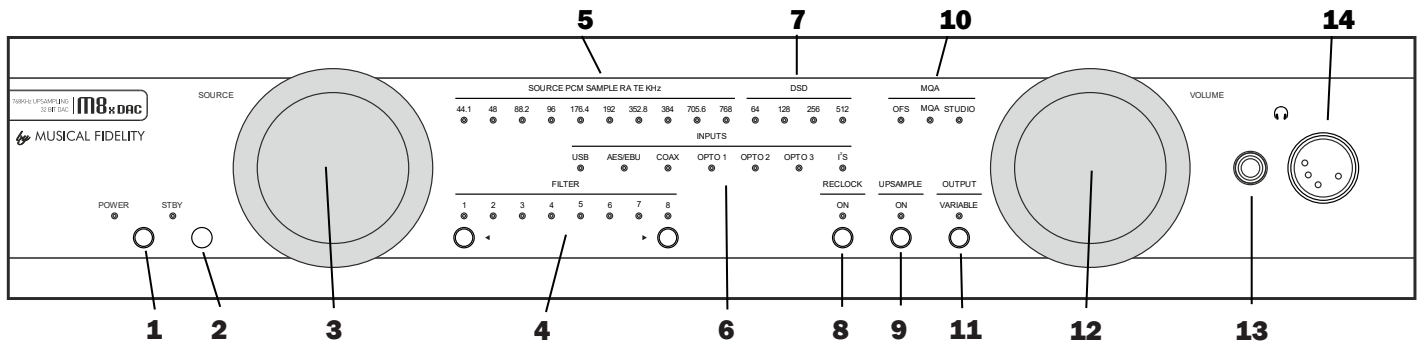 5 7 10 14
SOURCE PCM SAMPLE RA TE KHz DSD MQA
768KHz UPSAMPLING
32 BIT DAC M8x DAC
SOURCE
VOLUME
44.1 48 88.2 96 176.4 192 352.8 384 705.6 768 64 128 256 512 OFS MQA STUDIO
by MUSICAL FIDELITY
INPUTS
USB AES/EBU COAX OPTO 1 OPTO 2 OPTO 3 I²S
FILTER RECLOCK UPSAMPLE OUTPUT
POWER STBY 1 2 3 4 5 6 7 8 ON ON VARIABLE
1 2 3 4 6 8 9 11 12 13